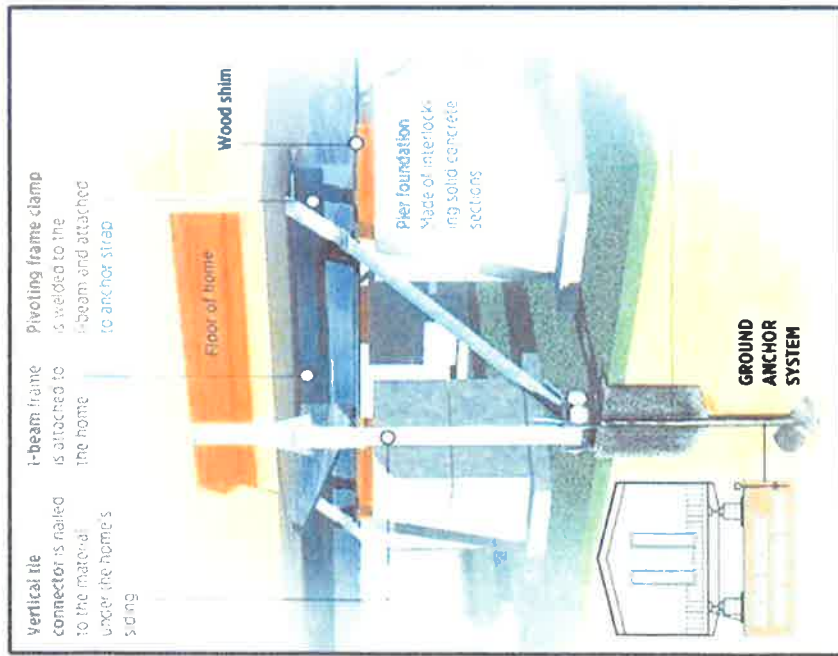 Vertical tie
connector is nailed
to the material
under the home's
siding
I-beam frame
is attached to
the home
Pivoting frame clamp
is welded to the
I-beam and attached
to anchor strap
Floor of home
Wood shim
Pier foundation
Made of interlock-
ing solid concrete
sections
GROUND
ANCHOR
SYSTEM